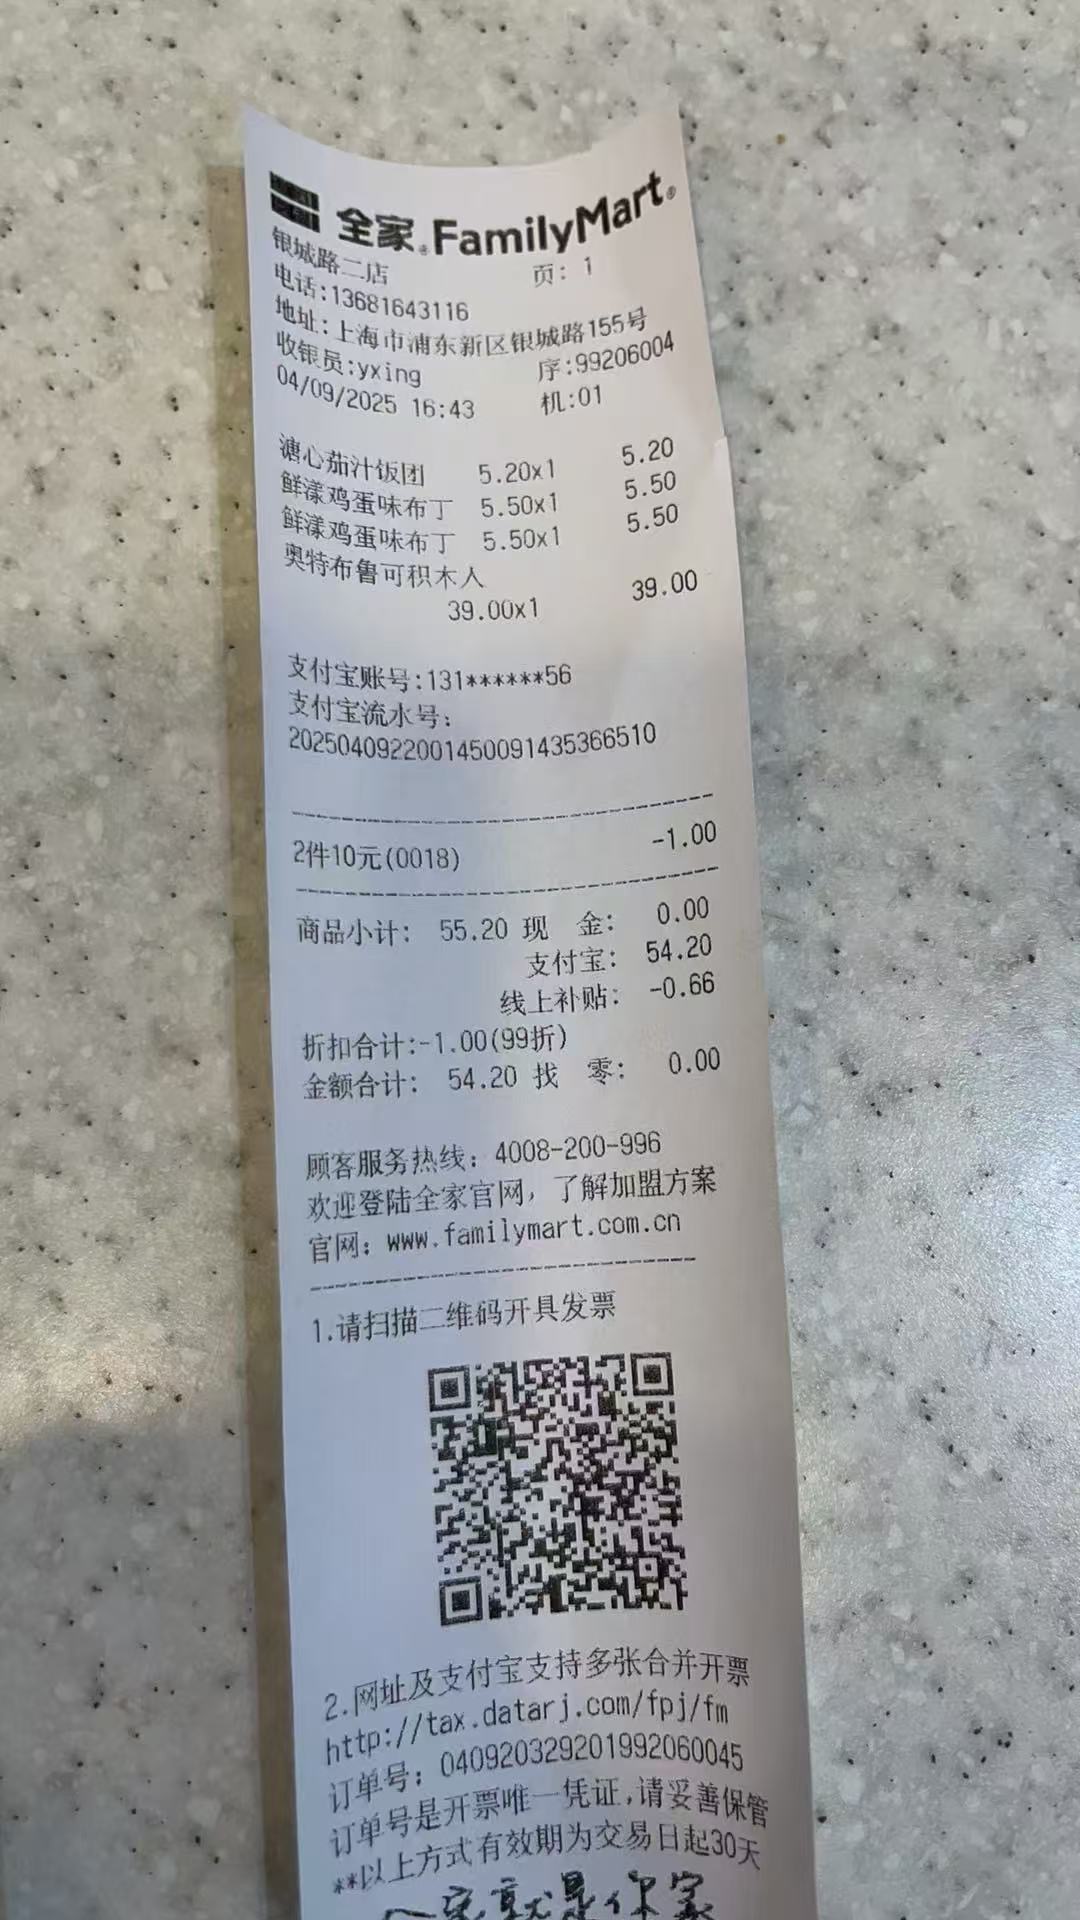 全家 FamilyMart
银城路二店 页: 1
电话:13681643116
地址:上海市浦东新区银城路155号
收银员:yxing 序:99206004
04/09/2025 16:43 机:01
溏心茄汁饭团 5.20x1 5.20
鲜漾鸡蛋味布丁 5.50x1 5.50
鲜漾鸡蛋味布丁 5.50x1 5.50
奥特布鲁可积木人
39.00x1 39.00
支付宝账号:131******56
支付宝流水号:
2025040922001450091435366510
2件10元(0018) -1.00
商品小计: 55.20 现 金: 0.00
支付宝: 54.20
线上补贴: -0.66
折扣合计:-1.00(99折)
金额合计: 54.20 找 零: 0.00
顾客服务热线: 4008-200-996
欢迎登陆全家官网，了解加盟方案
官网: www.familymart.com.cn
1.请扫描二维码开具发票
2.网址及支付宝支持多张合并开票
http://tax.datarj.com/fpj/fm
订单号: 040920329201992060045
订单号是开票唯一凭证,请妥善保管
**以上方式有效期为交易日起30天
家就是你家